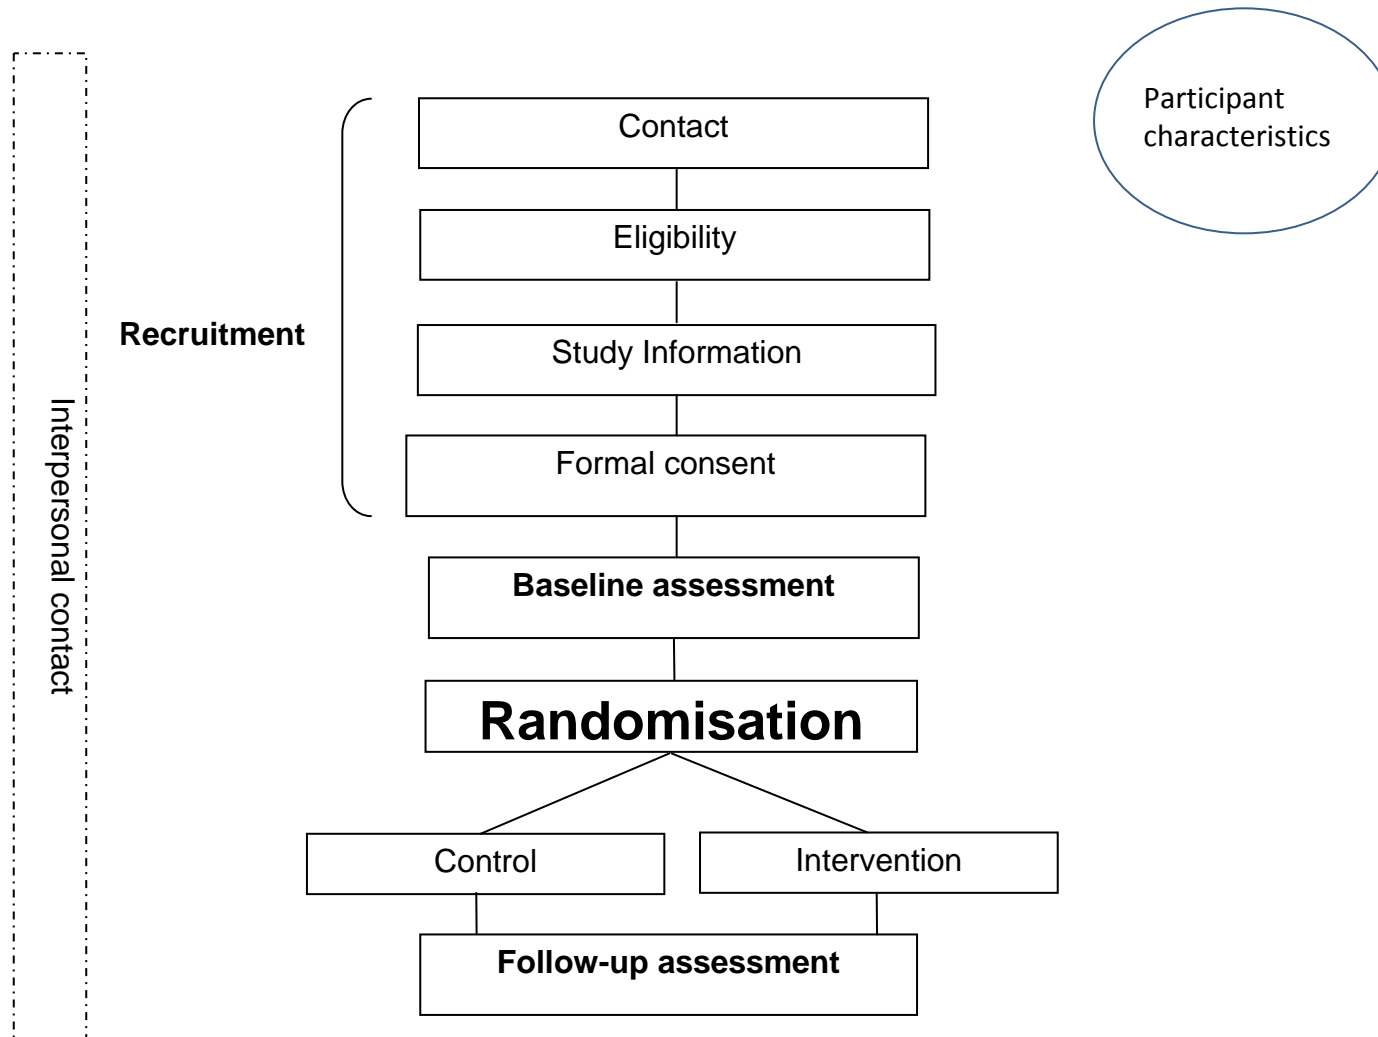 Participant
characteristics
Contact
Eligibility
Recruitment
Study Information
Formal consent
Interpersonal contact
Baseline assessment
Randomisation
Control
Intervention
Follow-up assessment